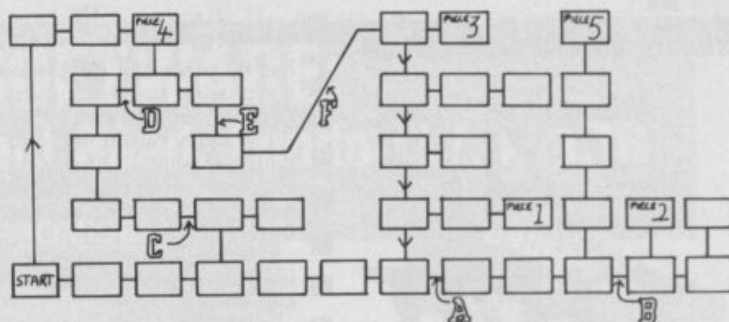 PIECE 4
PIECE 3
PIECE 5
D
E
F
PIECE 1
PIECE 2
C
START
A
B